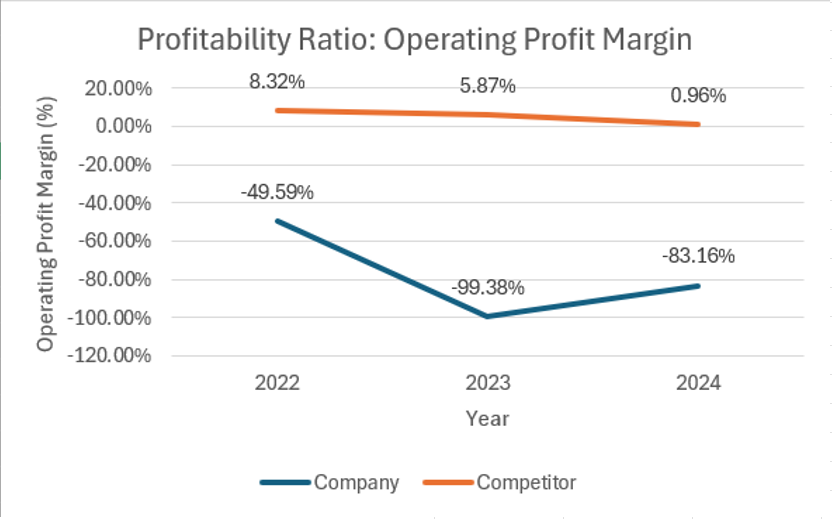 Profitability Ratio: Operating Profit Margin
Operating Profit Margin (%)
20.00%
0.00%
-20.00%
-40.00%
-60.00%
-80.00%
-100.00%
-120.00%
8.32%
5.87%
0.96%
-49.59%
-99.38%
-83.16%
2022 2023 2024
Year
Company Competitor